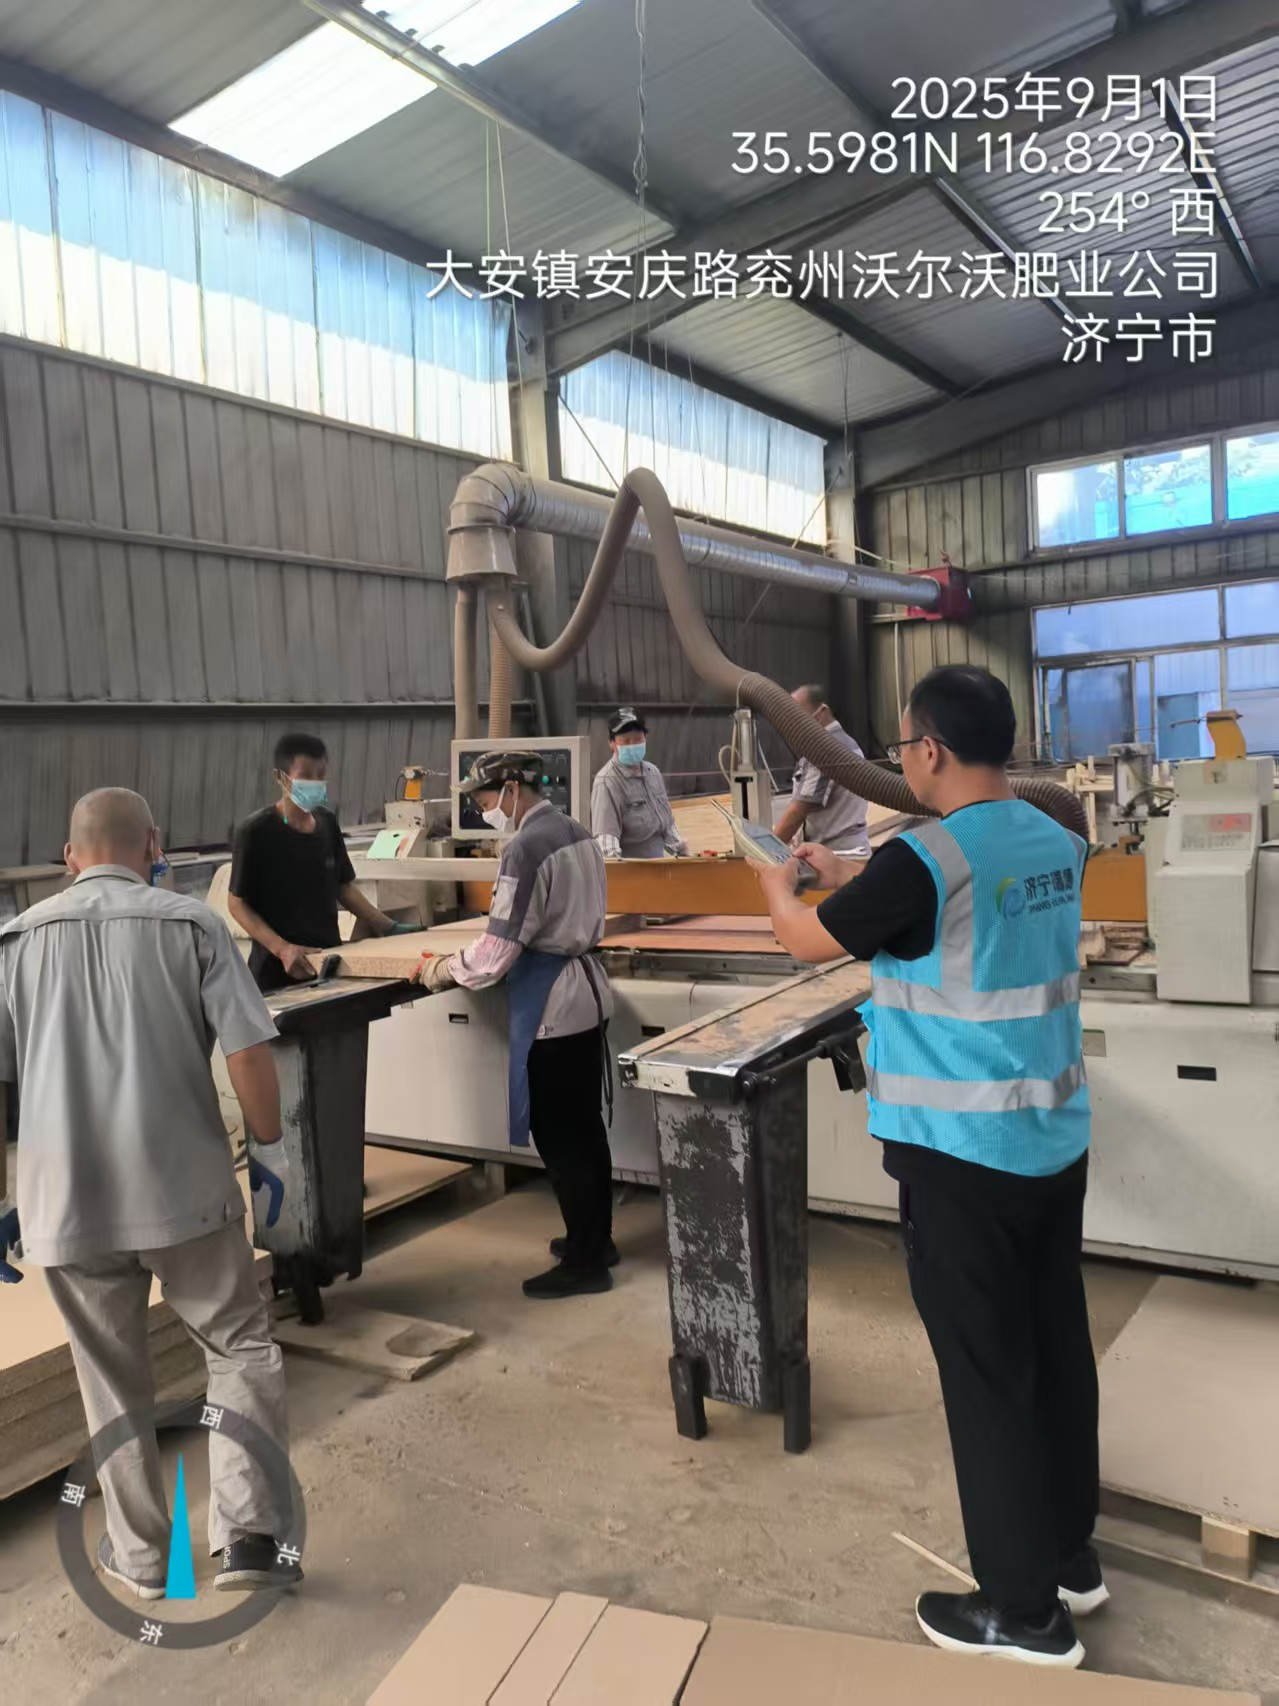 2025年9月1日
35.5981N 116.8292E
254° 西
大安镇安庆路兖州沃尔沃肥业公司
济宁市
济宁
西
南
北
东